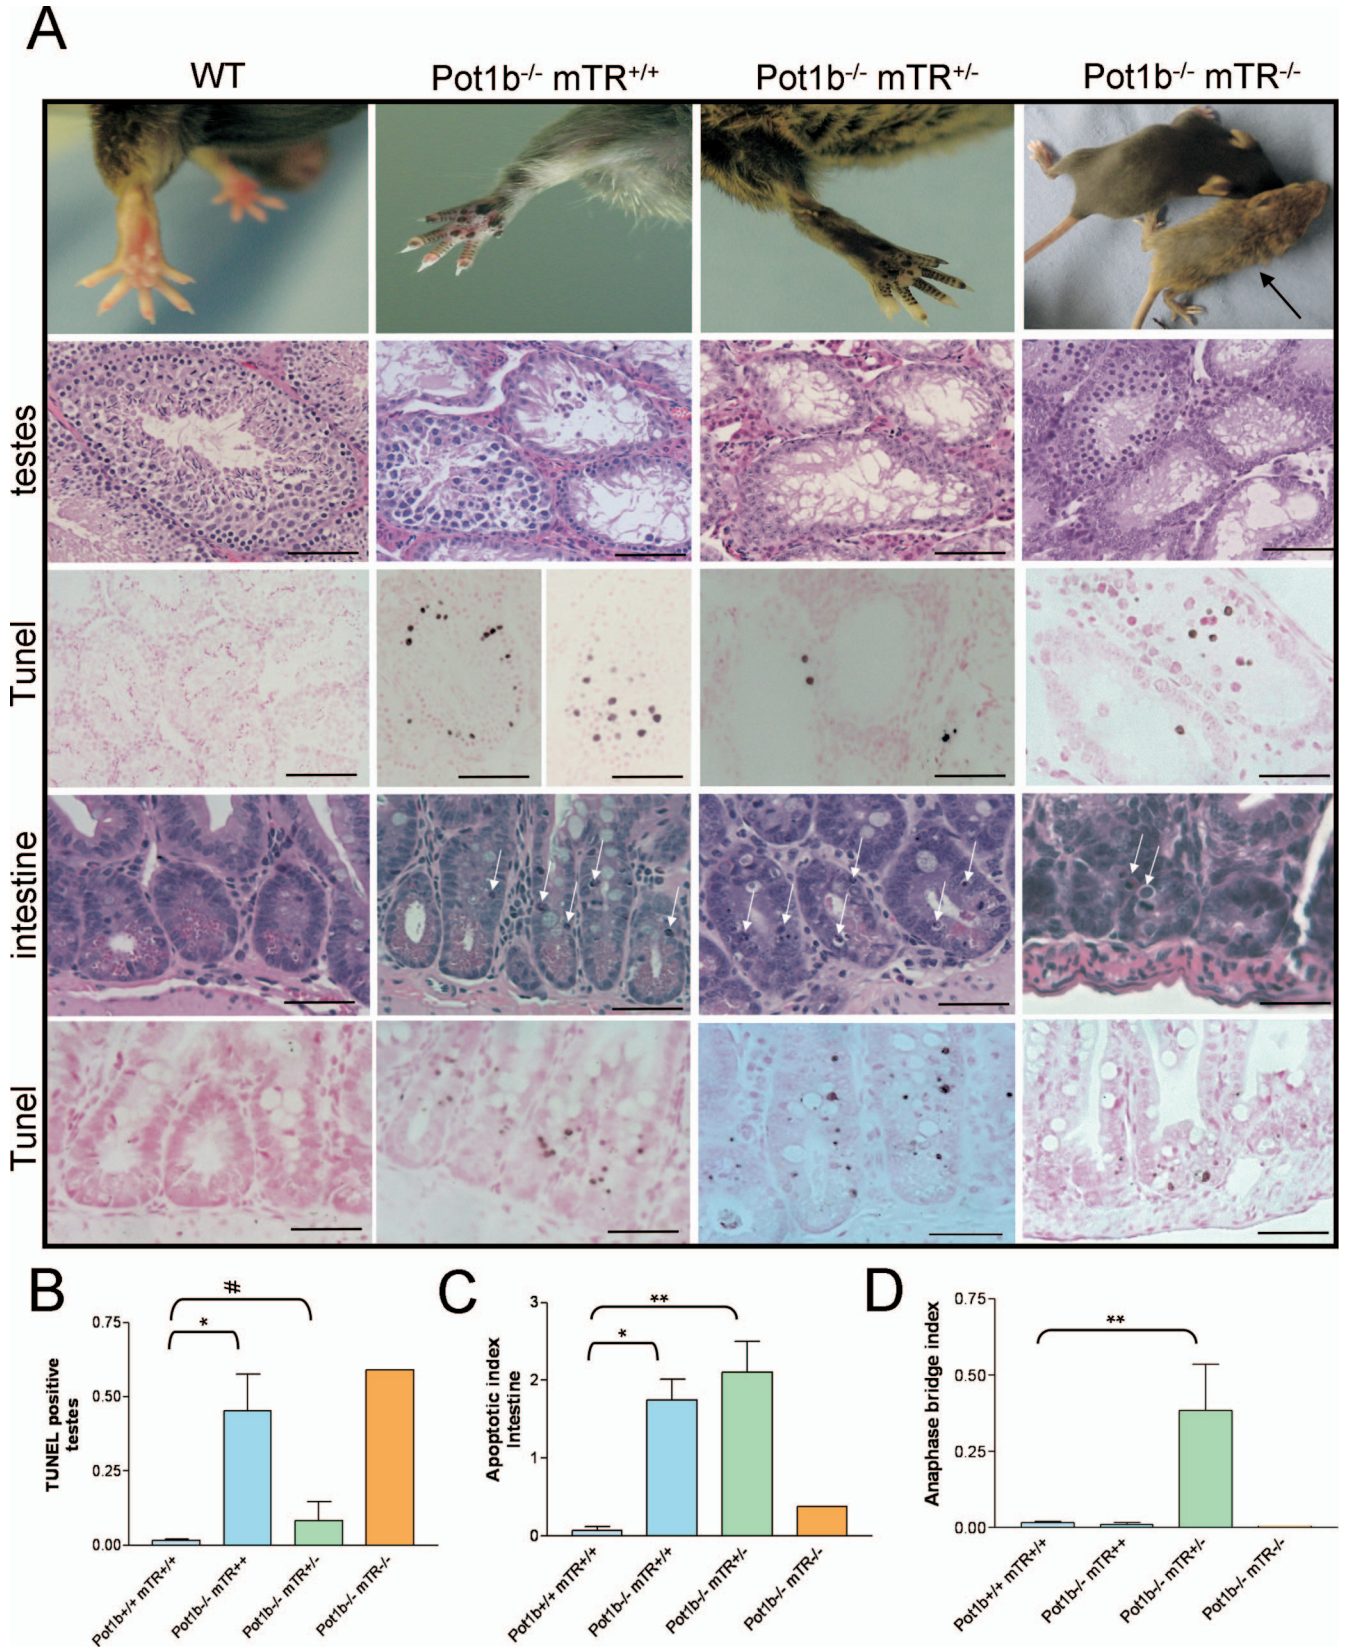 A
WT
Pot1b-/- mTR+/+
Pot1b-/- mTR+/-
Pot1b-/- mTR-/-
testes
Tunel
intestine
Tunel
B
#
*
0.75
0.50
0.25
0.00
TUNEL positive
testes
Pot1b+/+ mTR+/+
Pot1b-/- mTR++
Pot1b-/- mTR+/-
Pot1b-/- mTR-/-
C
**
*
3
2
1
0
Apoptotic index
Intestine
Pot1b+/+ mTR+/+
Pot1b-/- mTR+/+
Pot1b-/- mTR+/-
Pot1b-/- mTR-/-
D
**
0.75
0.50
0.25
0.00
Anaphase bridge index
Pot1b+/+ mTR+/+
Pot1b-/- mTR++
Pot1b-/- mTR+/-
Pot1b-/- mTR-/-